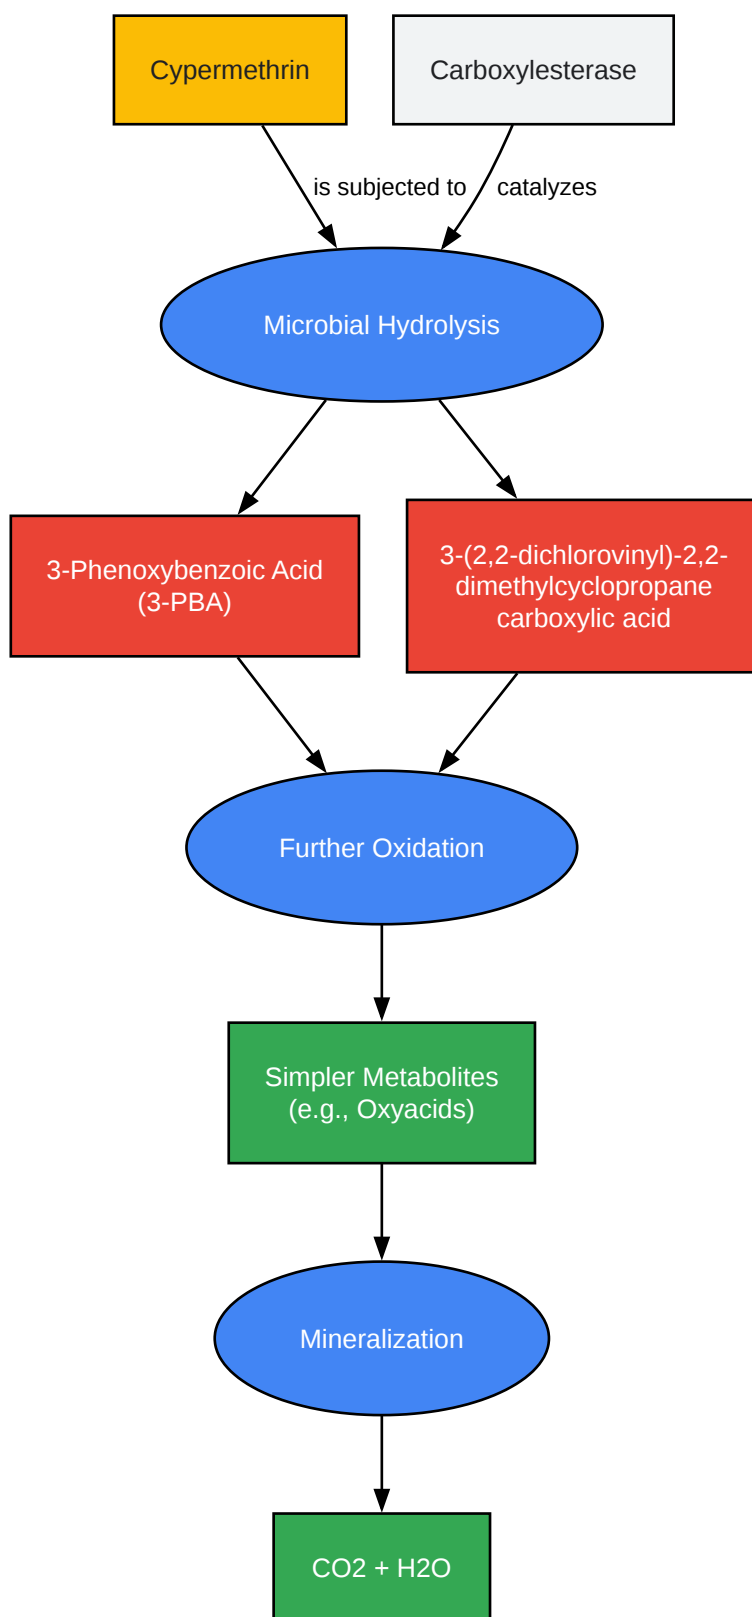 Cypermethrin
Carboxylesterase
is subjected to
catalyzes
Microbial Hydrolysis
3-Phenoxybenzoic Acid
(3-PBA)
3-(2,2-dichlorovinyl)-2,2-
dimethylcyclopropane
carboxylic acid
Further Oxidation
Simpler Metabolites
(e.g., Oxyacids)
Mineralization
CO2 + H2O